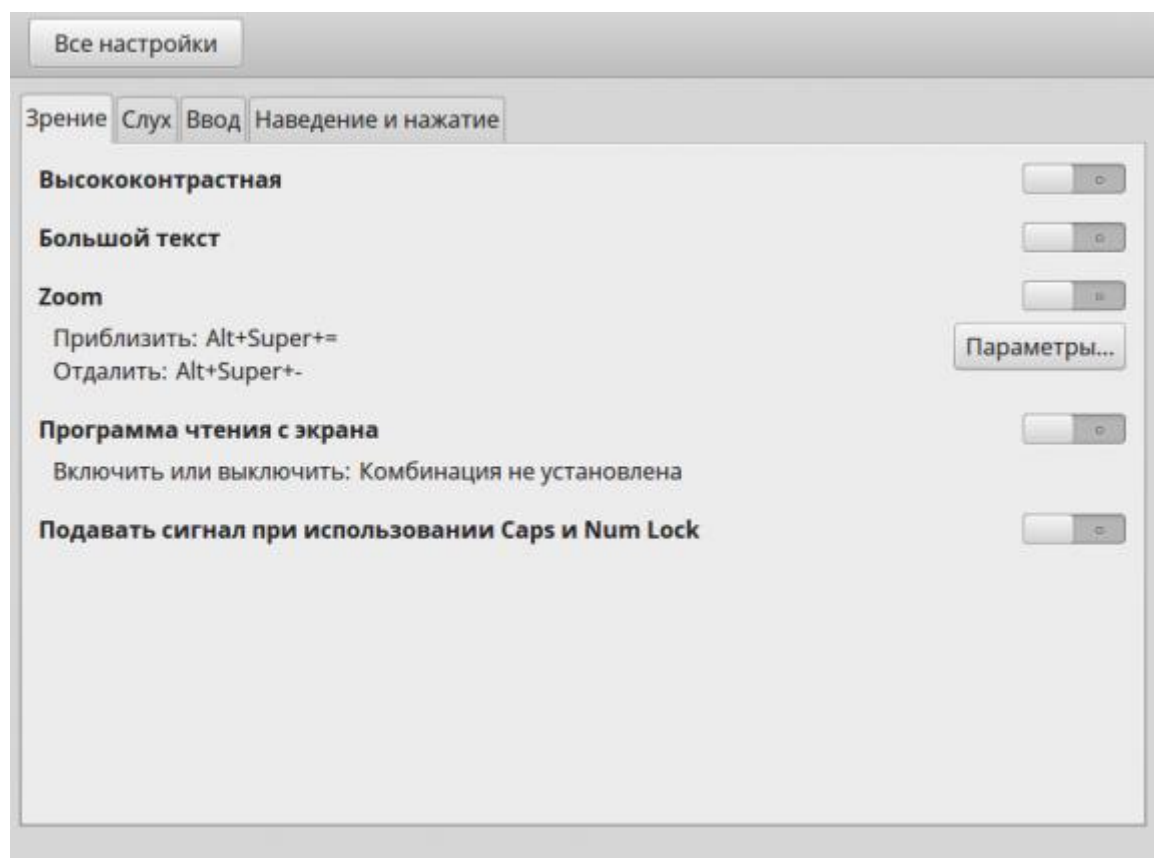 Все настройки
Зрение Слух Ввод Наведение и нажатие
Высококонтрастная
Большой текст
Zoom
Приблизить: Alt+Super+=
Параметры...
Отдалить: Alt+Super+-
Программа чтения с экрана
Включить или выключить: Комбинация не установлена
Подавать сигнал при использовании Caps и Num Lock